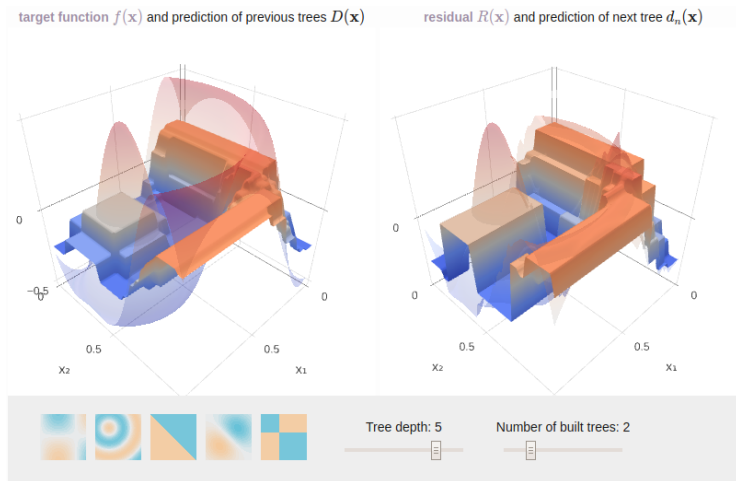 target function f(x) and prediction of previous trees D(x)
residual R(x) and prediction of next tree dₙ(x)
0
−0.5
0
0.5
x₂
0.5
x₁
0
0
0
0.5
x₂
0.5
x₁
0
Tree depth: 5
Number of built trees: 2